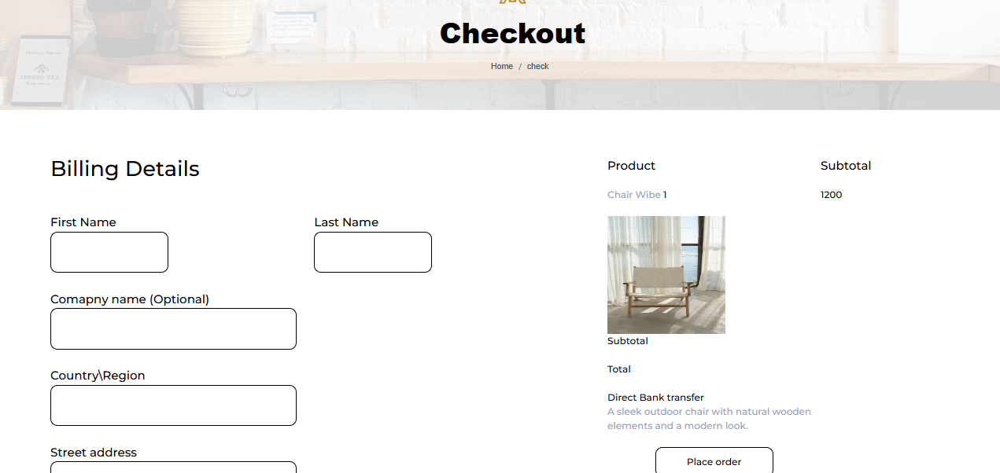 Checkout
Home / check
Billing Details
First Name
Last Name
Comapny name (Optional)
Country\Region
Street address
Product
Subtotal
Chair Wibe 1
1200
Subtotal
Total
Direct Bank transfer
A sleek outdoor chair with natural wooden
elements and a modern look.
Place order